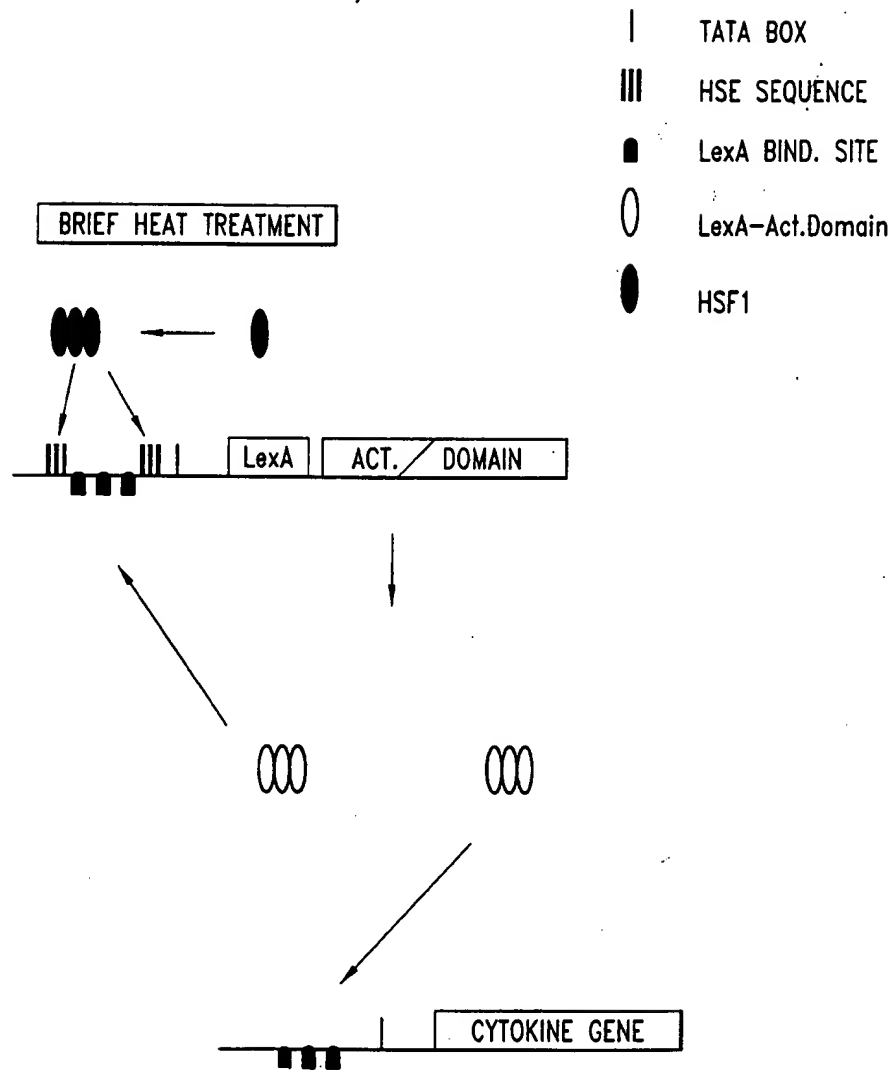 TATA BOX
HSE SEQUENCE
LexA BIND. SITE
LexA-Act.Domain
HSF1
BRIEF HEAT TREATMENT
LexA
ACT. / DOMAIN
CYTOKINE GENE